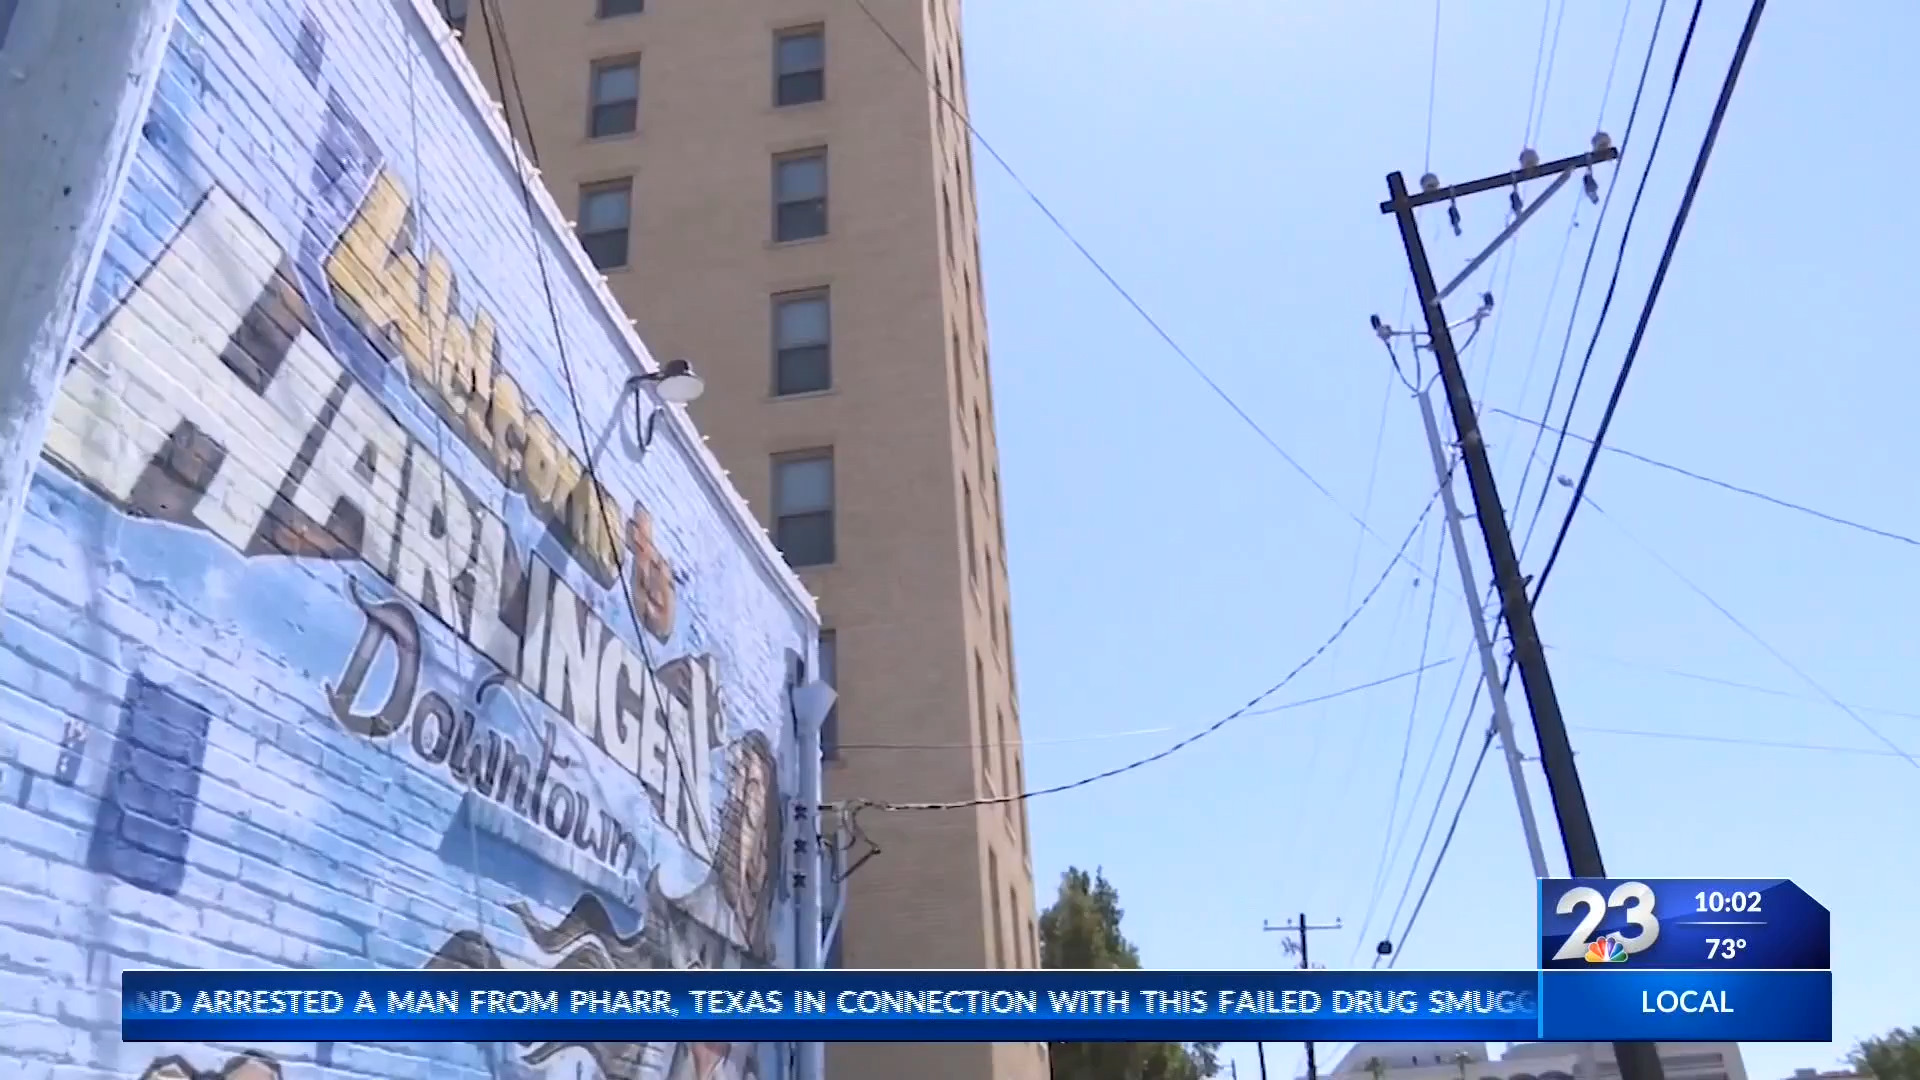 Welcome to
HARLINGEN
Downtown
23
10:02
73°
ND ARRESTED A MAN FROM PHARR, TEXAS IN CONNECTION WITH THIS FAILED DRUG SMUGG
LOCAL